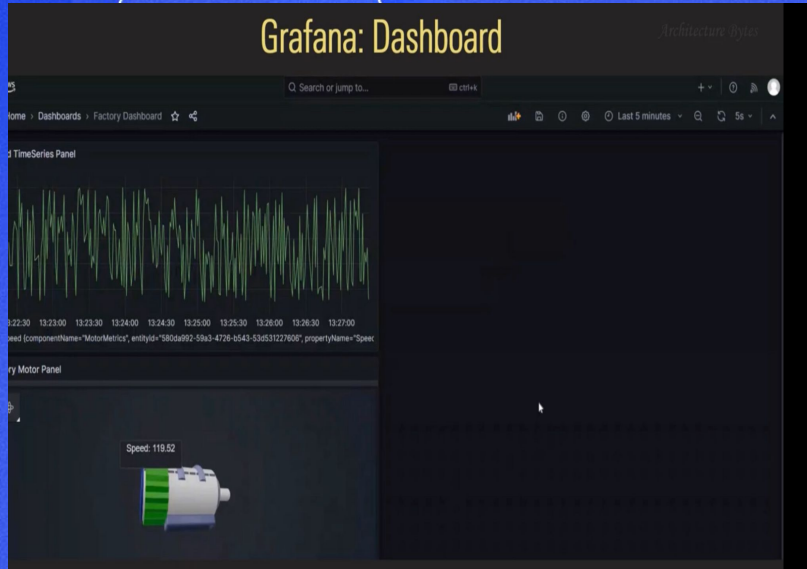 Grafana: Dashboard
Architecture Bytes
Search or jump to...
ctrl+k
Home > Dashboards > Factory Dashboard
Last 5 minutes
5s
d TimeSeries Panel
3:22:30 13:23:00 13:23:30 13:24:00 13:24:30 13:25:00 13:25:30 13:26:00 13:26:30 13:27:00
eed {componentName="MotorMetrics", entityId="580da992-59a3-4726-b543-53d531227606", propertyName="Speed
ry Motor Panel
Speed: 119.52